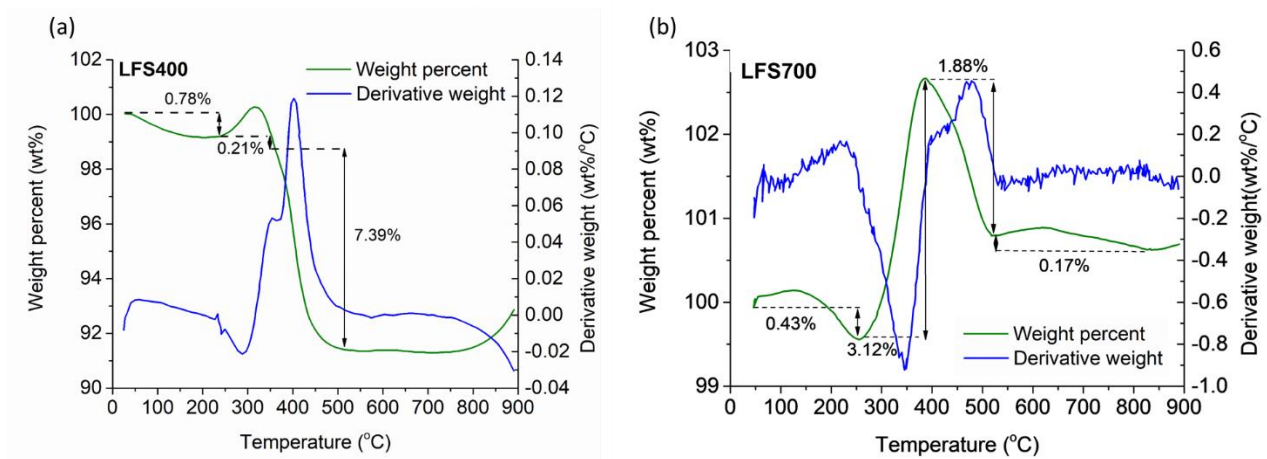 (a)
LFS400
Weight percent
Derivative weight
0.78%
0.21%
7.39%
102
100
98
96
94
92
90
Weight percent (wt%)
0.14
0.12
0.10
0.08
0.06
0.04
0.02
0.00
-0.02
-0.04
Derivative weight (wt%/°C)
0 100 200 300 400 500 600 700 800 900
Temperature (°C)
(b)
LFS700
1.88%
0.43%
3.12%
0.17%
Weight percent
Derivative weight
103
102
101
100
99
Weight percent (wt%)
0.6
0.4
0.2
0.0
-0.2
-0.4
-0.6
-0.8
-1.0
Derivative weight(wt%/°C)
0 100 200 300 400 500 600 700 800 900
Temperature (°C)